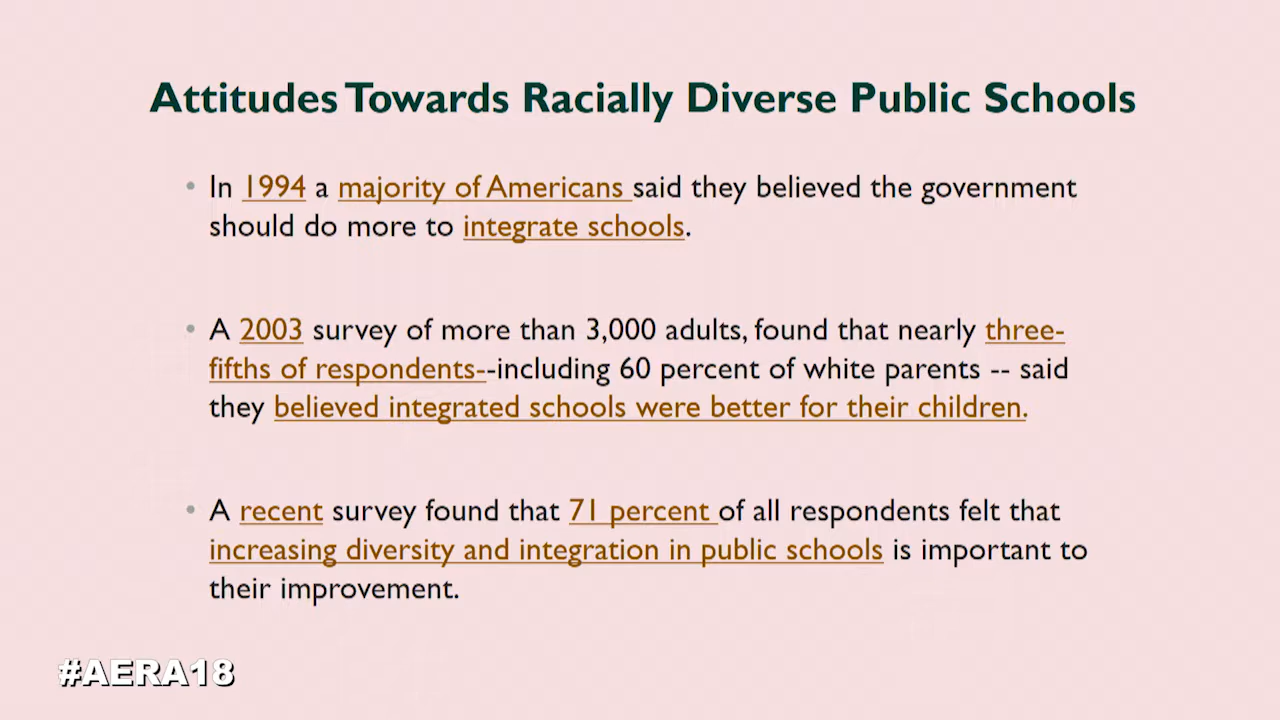 Attitudes Towards Racially Diverse Public Schools
• In 1994 a majority of Americans said they believed the government
should do more to integrate schools.
• A 2003 survey of more than 3,000 adults, found that nearly three-
fifths of respondents--including 60 percent of white parents -- said
they believed integrated schools were better for their children.
• A recent survey found that 71 percent of all respondents felt that
increasing diversity and integration in public schools is important to
their improvement.
#AERA18